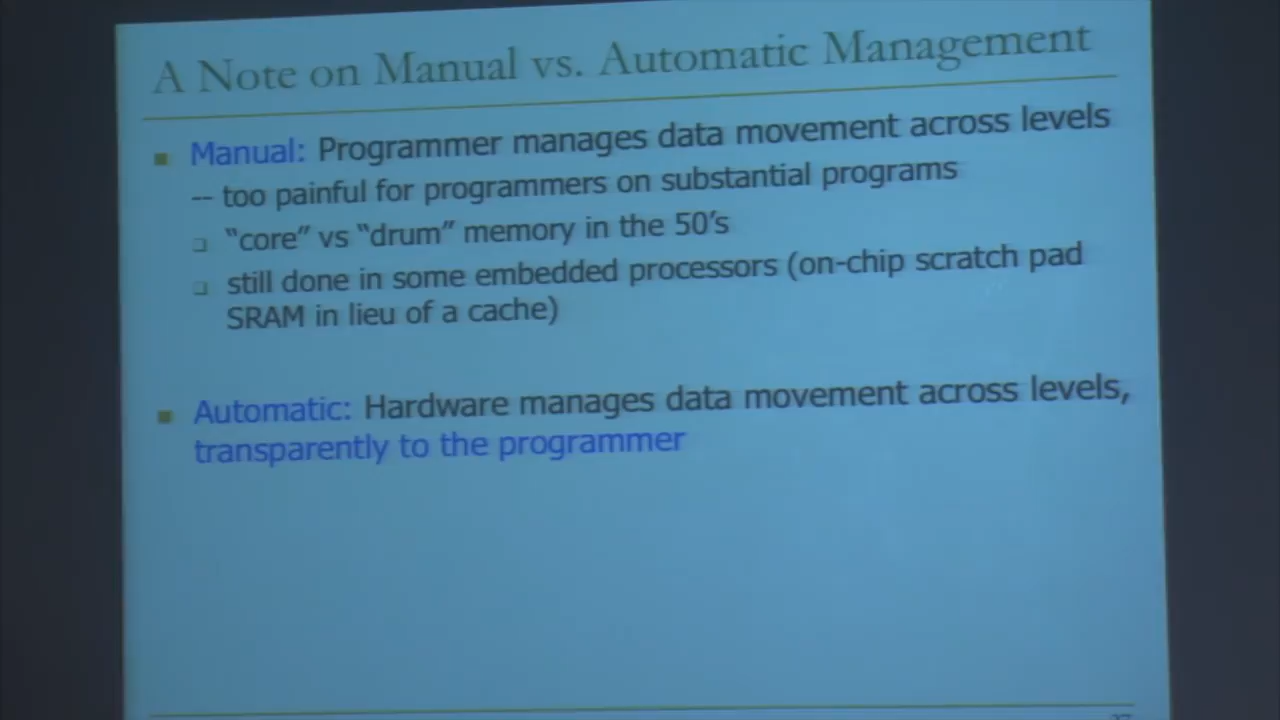 A Note on Manual vs. Automatic Management
Manual: Programmer manages data movement across levels
-- too painful for programmers on substantial programs
“core” vs “drum” memory in the 50’s
still done in some embedded processors (on-chip scratch pad
SRAM in lieu of a cache)
Automatic: Hardware manages data movement across levels,
transparently to the programmer